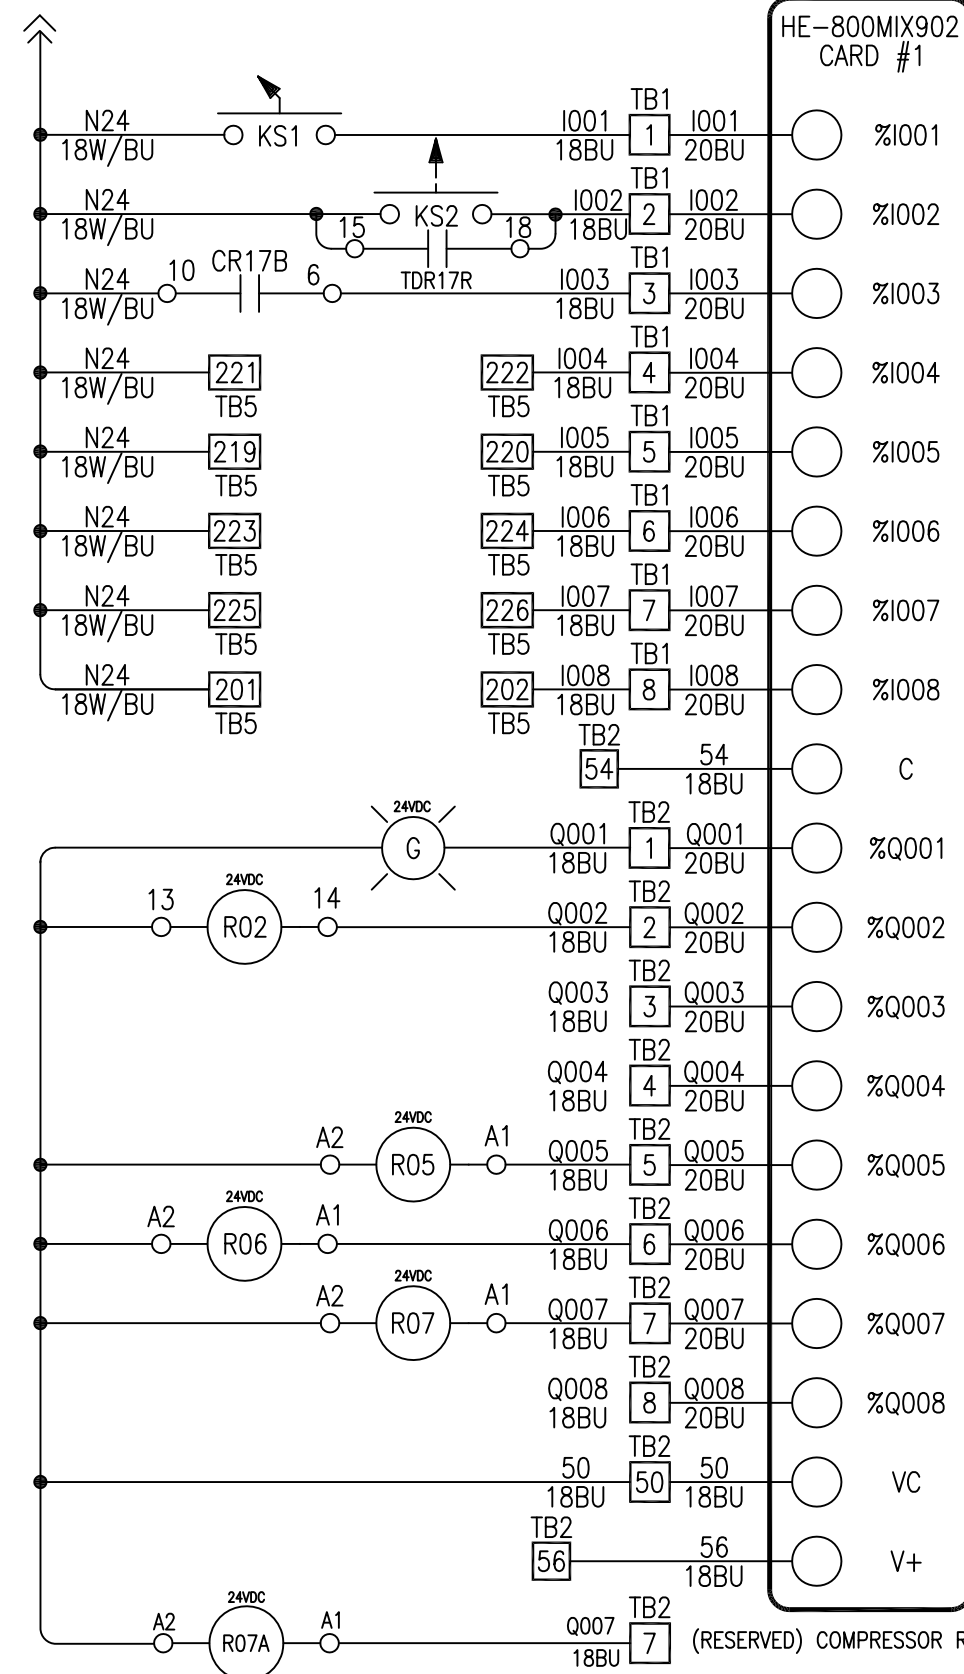 HE-800MIX902
CARD #1
N24
18W/BU
KS1
I001
18BU
TB1
1
I001
20BU
%I001
N24
18W/BU
KS2
15
18
TDR17R
I002
18BU
TB1
2
I002
20BU
%I002
N24
18W/BU
10
CR17B
6
I003
18BU
TB1
3
I003
20BU
%I003
N24
18W/BU
221
TB5
222
TB5
I004
18BU
TB1
4
I004
20BU
%I004
N24
18W/BU
219
TB5
220
TB5
I005
18BU
TB1
5
I005
20BU
%I005
N24
18W/BU
223
TB5
224
TB5
I006
18BU
TB1
6
I006
20BU
%I006
N24
18W/BU
225
TB5
226
TB5
I007
18BU
TB1
7
I007
20BU
%I007
N24
18W/BU
201
TB5
202
TB5
I008
18BU
TB1
8
I008
20BU
%I008
TB2
54
54
18BU
C
24VDC
G
Q001
18BU
TB2
1
Q001
20BU
%Q001
13
24VDC
R02
14
Q002
18BU
TB2
2
Q002
20BU
%Q002
Q003
18BU
TB2
3
Q003
20BU
%Q003
Q004
18BU
TB2
4
Q004
20BU
%Q004
A2
24VDC
R05
A1
Q005
18BU
TB2
5
Q005
20BU
%Q005
A2
24VDC
R06
A1
Q006
18BU
TB2
6
Q006
20BU
%Q006
A2
24VDC
R07
A1
Q007
18BU
TB2
7
Q007
20BU
%Q007
Q008
18BU
TB2
8
Q008
20BU
%Q008
50
18BU
TB2
50
50
18BU
VC
TB2
56
56
18BU
V+
A2
24VDC
R07A
A1
Q007
18BU
TB2
7
(RESERVED) COMPRESSOR